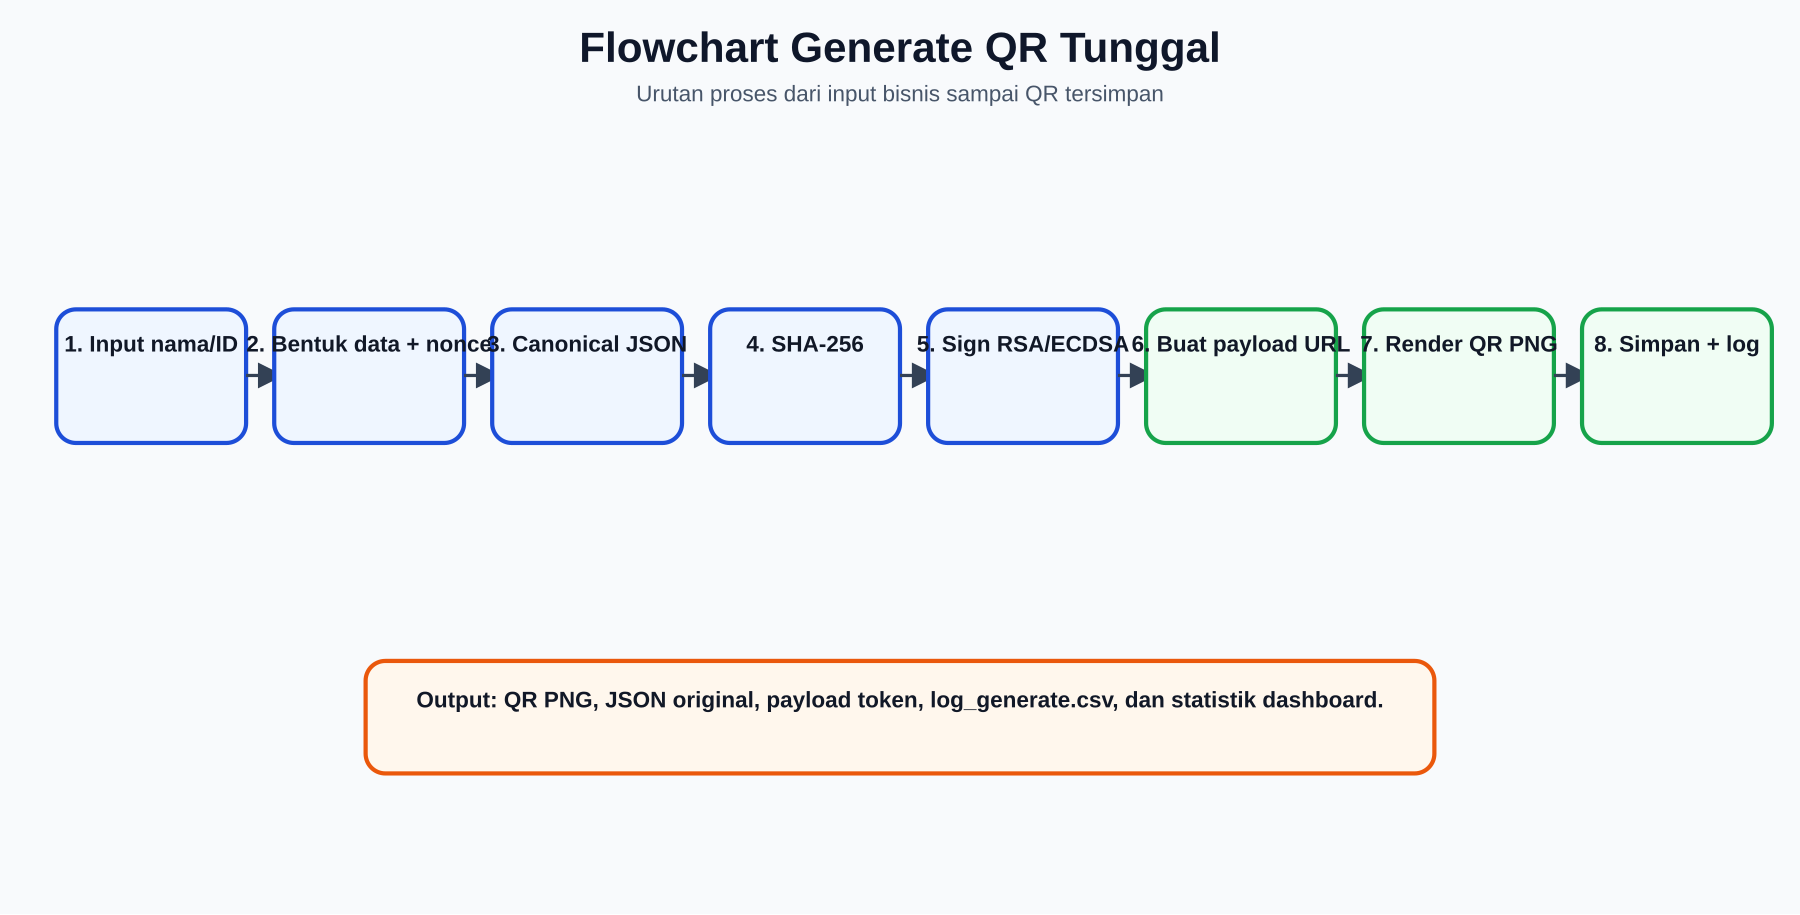 Flowchart Generate QR Tunggal
Urutan proses dari input bisnis sampai QR tersimpan
1. Input nama/ID
2. Bentuk data + nonce
3. Canonical JSON
4. SHA-256
5. Sign RSA/ECDSA
6. Buat payload URL
7. Render QR PNG
8. Simpan + log
Output: QR PNG, JSON original, payload token, log_generate.csv, dan statistik dashboard.